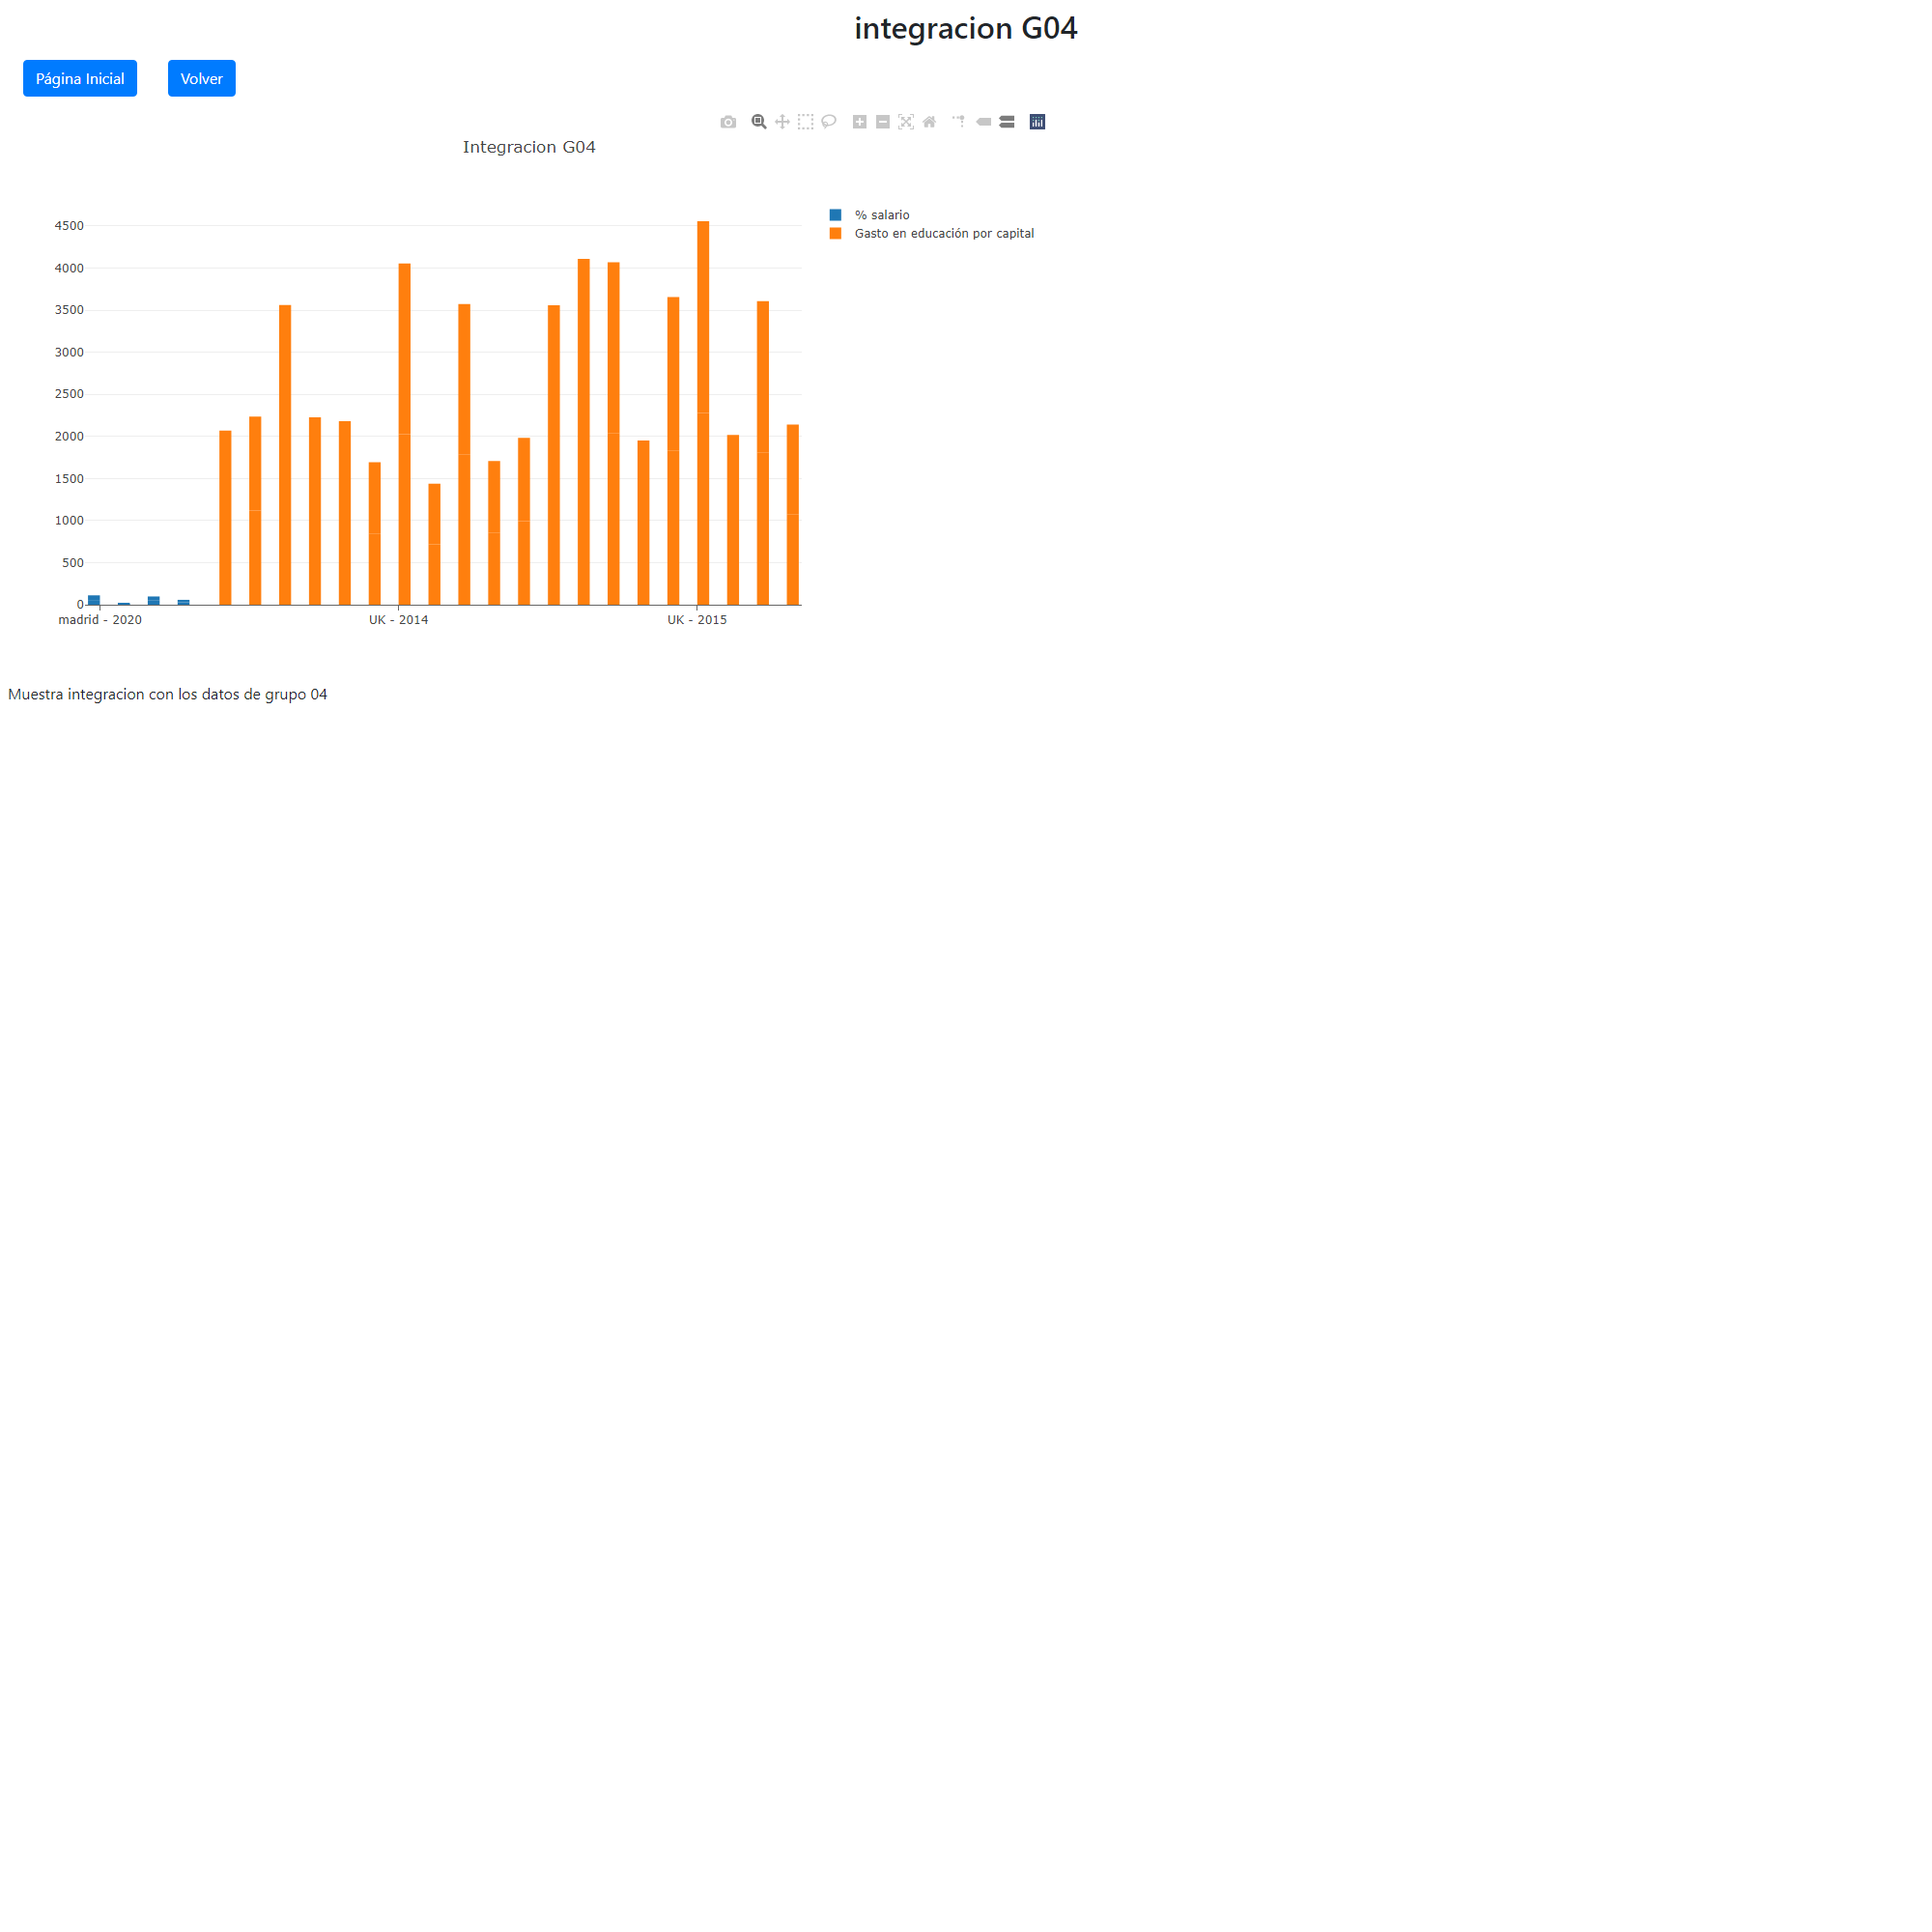 integracion G04
Página Inicial
Volver
Integracion G04
% salario
Gasto en educación por capital
4500
4000
3500
3000
2500
2000
1500
1000
500
0
madrid - 2020
UK - 2014
UK - 2015
Muestra integracion con los datos de grupo 04